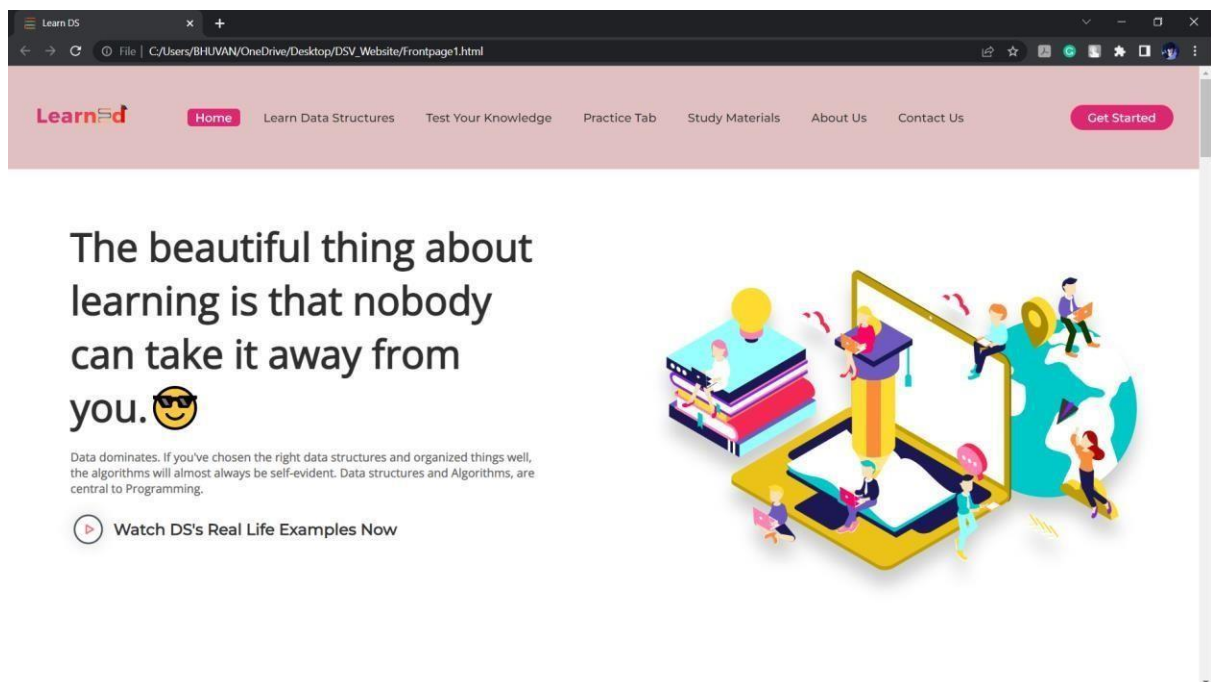 Learn DS
File | C:/Users/BHUVAN/OneDrive/Desktop/DSV_Website/Frontpage1.html
Learn Home Learn Data Structures Test Your Knowledge Practice Tab Study Materials About Us Contact Us Get Started
The beautiful thing about
learning is that nobody
can take it away from
you.😎
Data dominates. If you've chosen the right data structures and organized things well,
the algorithms will almost always be self-evident. Data structures and Algorithms, are
central to Programming.
Watch DS's Real Life Examples Now